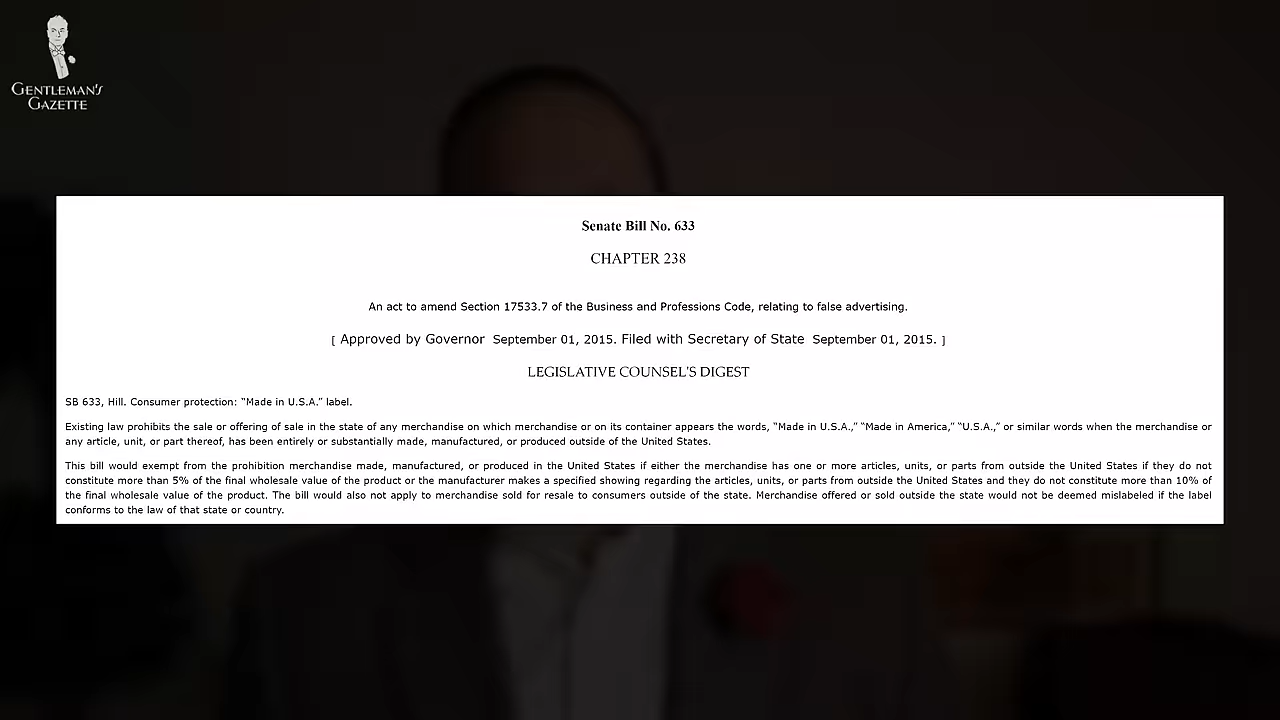 GENTLEMAN'S
GAZETTE
Senate Bill No. 633
CHAPTER 238
An act to amend Section 17533.7 of the Business and Professions Code, relating to false advertising.
[ Approved by Governor September 01, 2015. Filed with Secretary of State September 01, 2015. ]
LEGISLATIVE COUNSEL'S DIGEST
SB 633, Hill. Consumer protection: “Made in U.S.A.” label.
Existing law prohibits the sale or offering of sale in the state of any merchandise on which merchandise or on its container appears the words, “Made in U.S.A.,” “Made in America,” “U.S.A.,” or similar words when the merchandise or
any article, unit, or part thereof, has been entirely or substantially made, manufactured, or produced outside of the United States.
This bill would exempt from the prohibition merchandise made, manufactured, or produced in the United States if either the merchandise has one or more articles, units, or parts from outside the United States if they do not
constitute more than 5% of the final wholesale value of the product or the manufacturer makes a specified showing regarding the articles, units, or parts from outside the United States and they do not constitute more than 10% of
the final wholesale value of the product. The bill would also not apply to merchandise sold for resale to consumers outside of the state. Merchandise offered or sold outside the state would not be deemed mislabeled if the label
conforms to the law of that state or country.